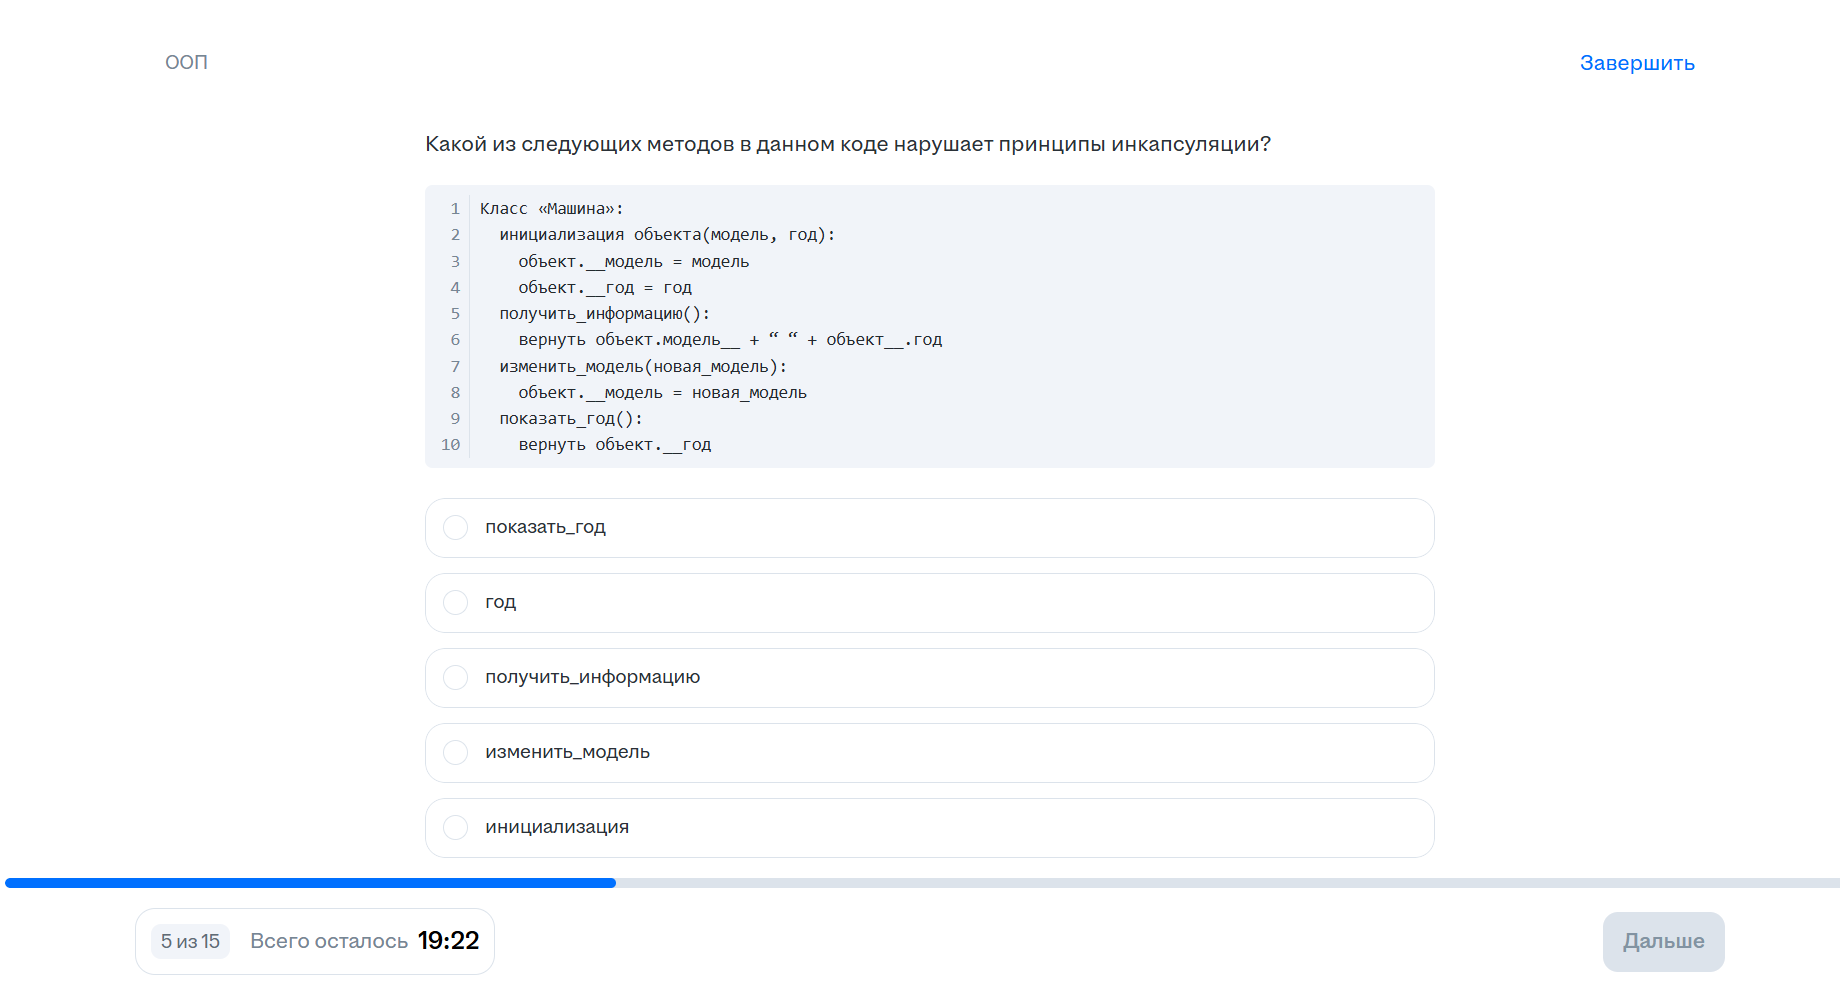 ООП
Завершить
Какой из следующих методов в данном коде нарушает принципы инкапсуляции?
1 Класс «Машина»:
2 инициализация объекта(модель, год):
3 объект.__модель = модель
4 объект.__год = год
5 получить_информацию():
6 вернуть объект.модель__ + “ “ + объект__.год
7 изменить_модель(новая_модель):
8 объект.__модель = новая_модель
9 показать_год():
10 вернуть объект.__год
показать_год
год
получить_информацию
изменить_модель
инициализация
5 из 15 Всего осталось 19:22
Дальше